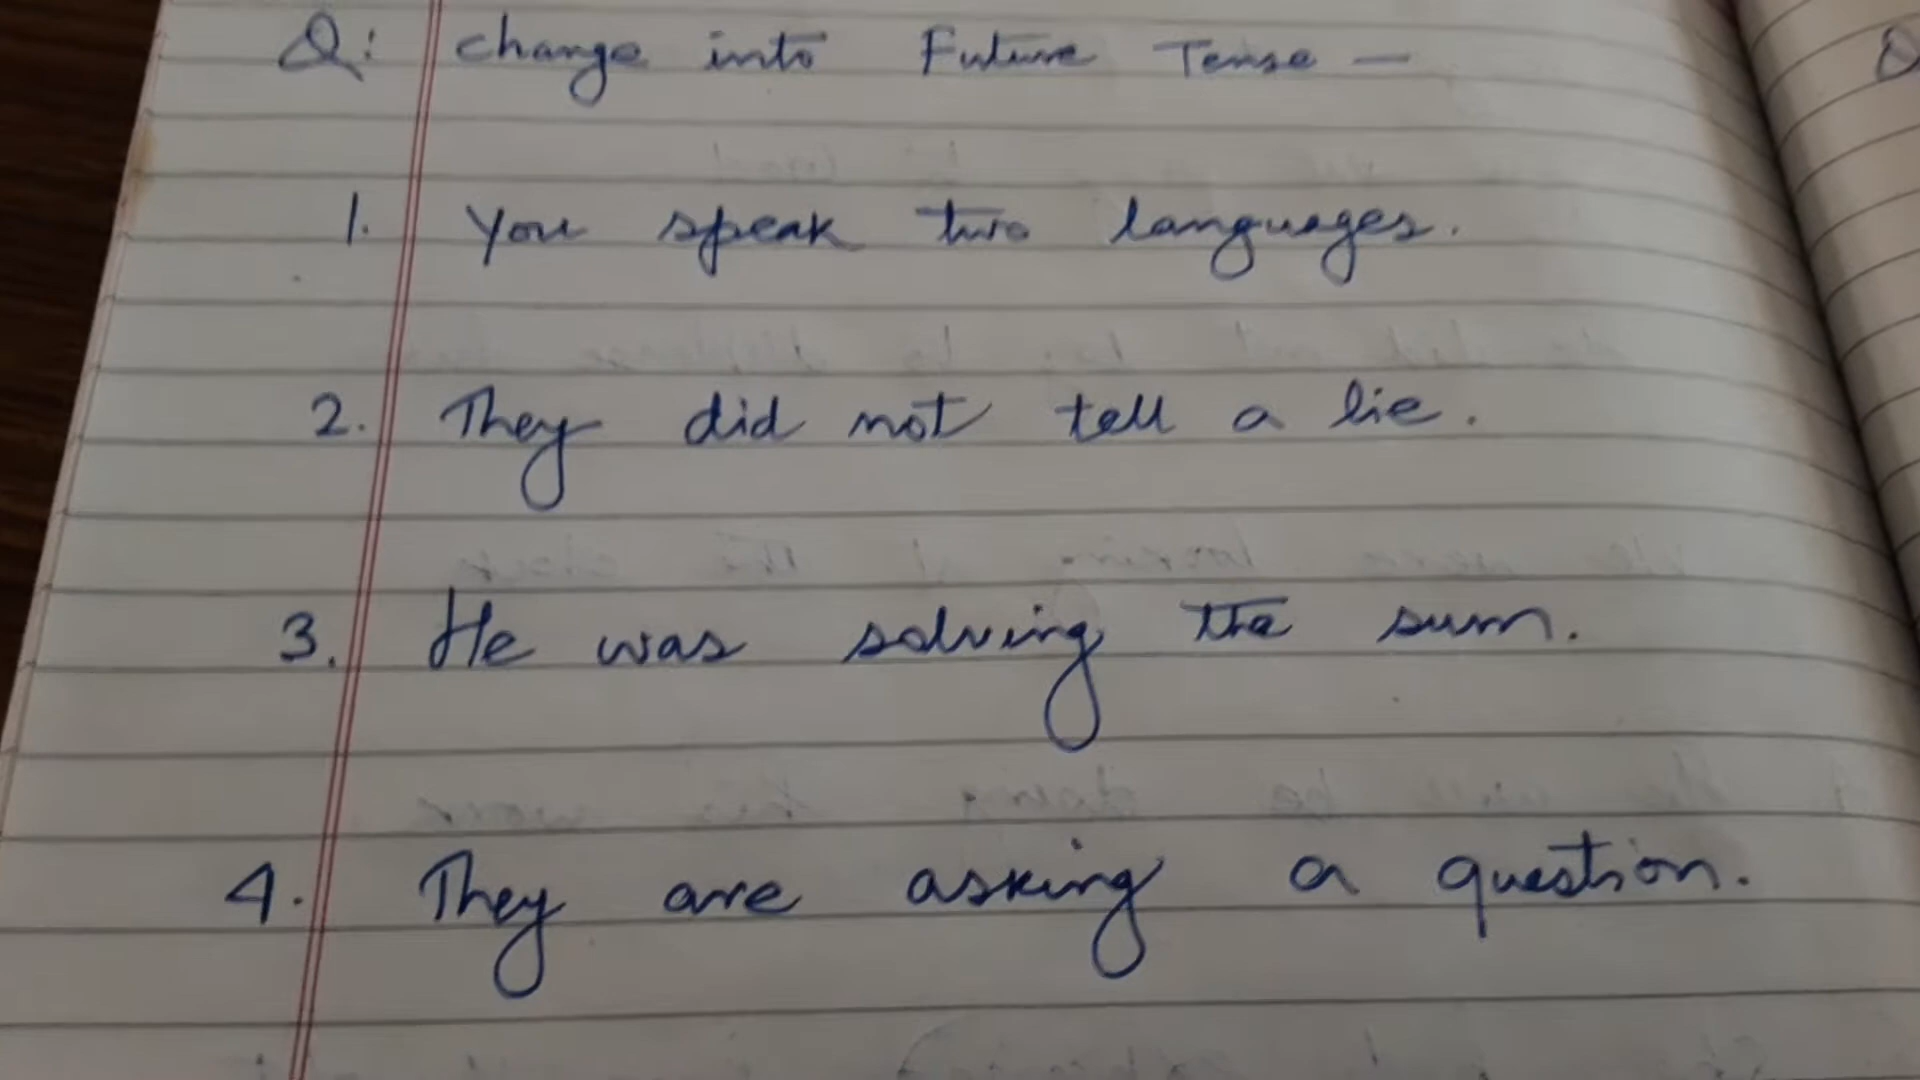 Q: change into Future Tense —
1. You speak two languages.
2. They did not tell a lie.
3. He was solving the sum.
4. They are asking a question.